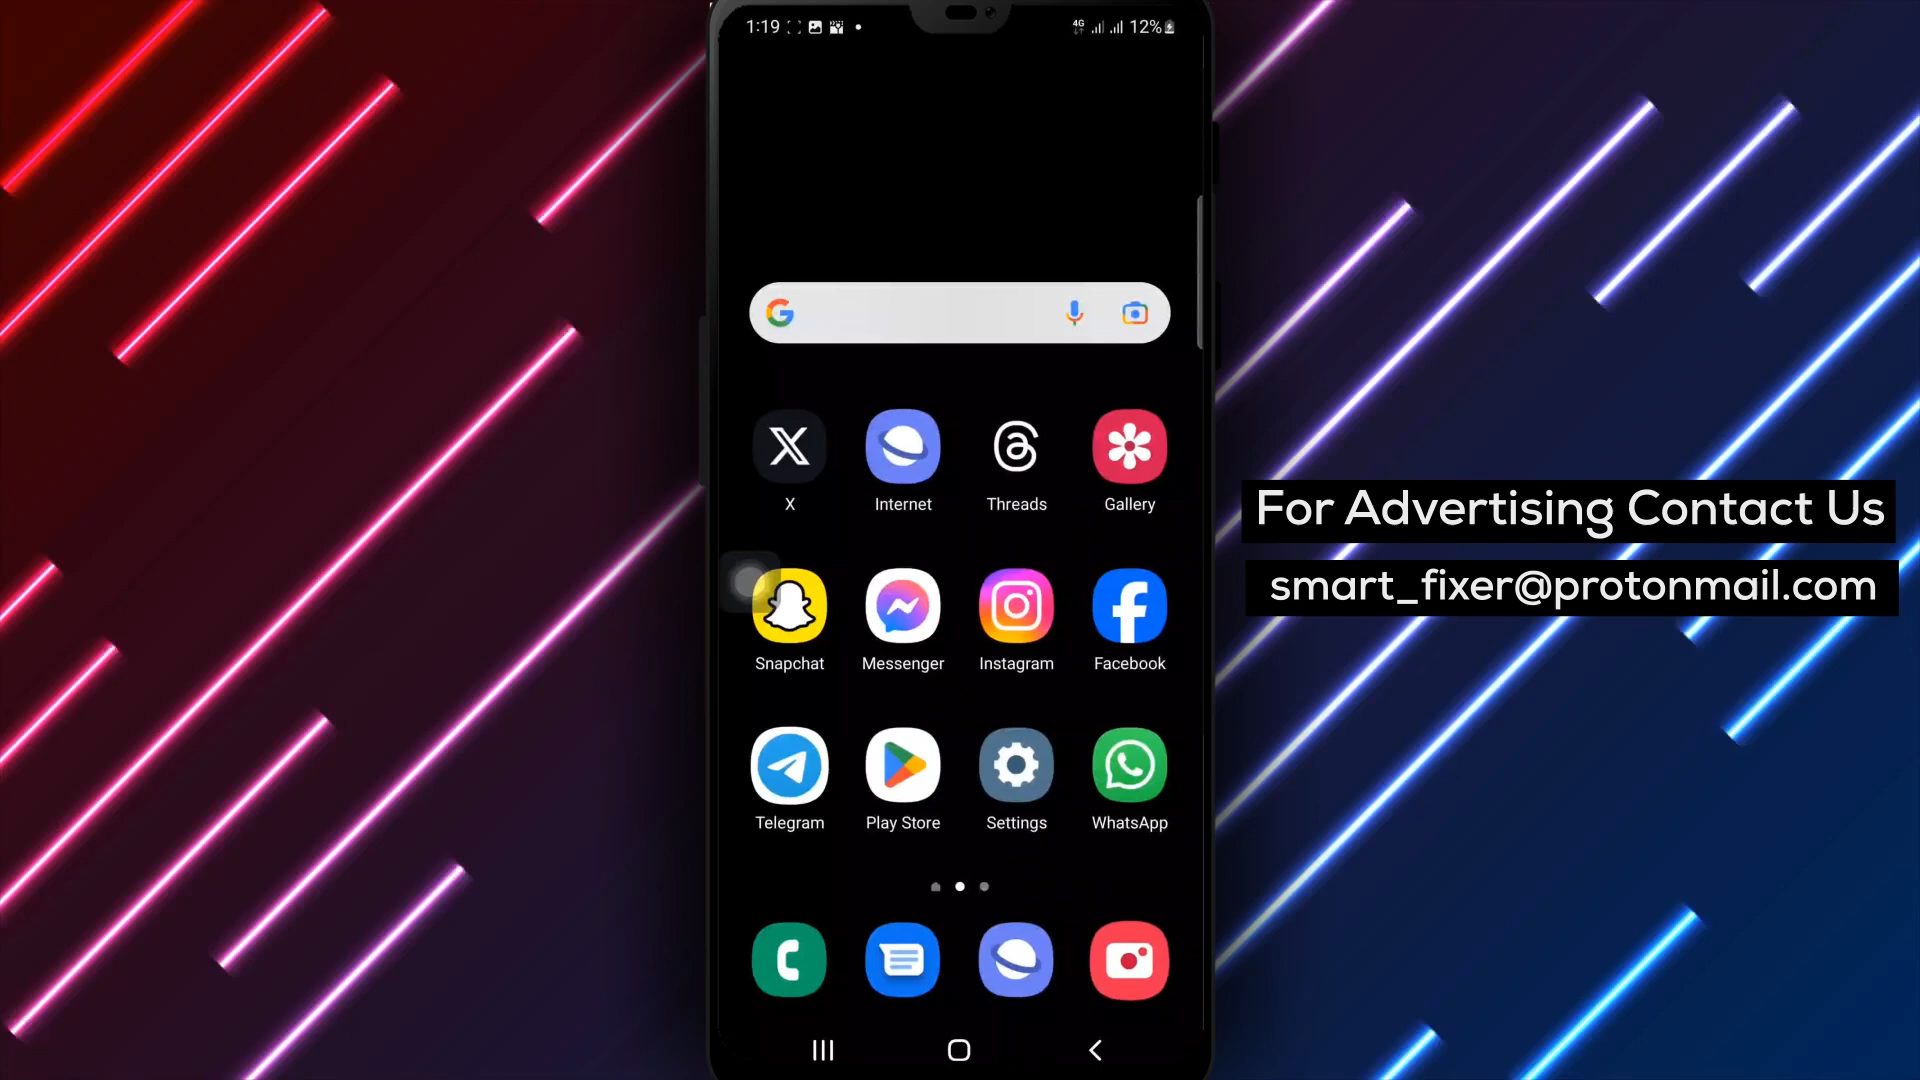 1:19
4G
12%
X
Internet
Threads
Gallery
Snapchat
Messenger
Instagram
Facebook
Telegram
Play Store
Settings
WhatsApp
For Advertising Contact Us
smart_fixer@protonmail.com